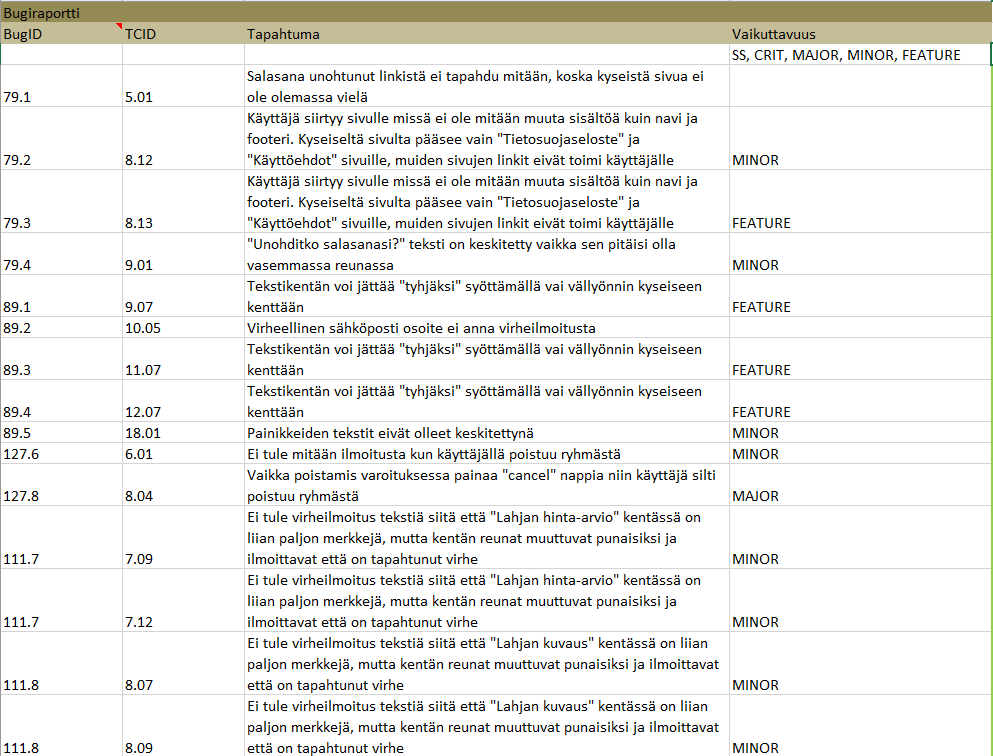 Bugiraportti
BugID TCID Tapahtuma Vaikuttavuus
SS, CRIT, MAJOR, MINOR, FEATURE
Salasana unohtunut linkistä ei tapahdu mitään, koska kyseistä sivua ei
79.1 5.01 ole olemassa vielä
Käyttäjä siirtyy sivulle missä ei ole mitään muuta sisältöä kuin navi ja
footeri. Kyseiseltä sivulta pääsee vain "Tietosuojaseloste" ja
79.2 8.12 "Käyttöehdot" sivuille, muiden sivujen linkit eivät toimi käyttäjälle MINOR
Käyttäjä siirtyy sivulle missä ei ole mitään muuta sisältöä kuin navi ja
footeri. Kyseiseltä sivulta pääsee vain "Tietosuojaseloste" ja
79.3 8.13 "Käyttöehdot" sivuille, muiden sivujen linkit eivät toimi käyttäjälle FEATURE
"Unohditko salasanasi?" teksti on keskitetty vaikka sen pitäisi olla
79.4 9.01 vasemmassa reunassa MINOR
Tekstikentän voi jättää "tyhjäksi" syöttämällä vai vällyönnin kyseiseen
89.1 9.07 kenttään FEATURE
89.2 10.05 Virheellinen sähköposti osoite ei anna virheilmoitusta
Tekstikentän voi jättää "tyhjäksi" syöttämällä vai vällyönnin kyseiseen
89.3 11.07 kenttään FEATURE
Tekstikentän voi jättää "tyhjäksi" syöttämällä vai vällyönnin kyseiseen
89.4 12.07 kenttään FEATURE
89.5 18.01 Painikkeiden tekstit eivät olleet keskitettynä MINOR
127.6 6.01 Ei tule mitään ilmoitusta kun käyttäjällä poistuu ryhmästä MINOR
Vaikka poistamis varoituksessa painaa "cancel" nappia niin käyttäjä silti
127.8 8.04 poistuu ryhmästä MAJOR
Ei tule virheilmoitus tekstiä siitä että "Lahjan hinta-arvio" kentässä on
liian paljon merkkejä, mutta kentän reunat muuttuvat punaisiksi ja
111.7 7.09 ilmoittavat että on tapahtunut virhe MINOR
Ei tule virheilmoitus tekstiä siitä että "Lahjan hinta-arvio" kentässä on
liian paljon merkkejä, mutta kentän reunat muuttuvat punaisiksi ja
111.7 7.12 ilmoittavat että on tapahtunut virhe MINOR
Ei tule virheilmoitus tekstiä siitä että "Lahjan kuvaus" kentässä on liian
paljon merkkejä, mutta kentän reunat muuttuvat punaisiksi ja ilmoittavat
111.8 8.07 että on tapahtunut virhe MINOR
Ei tule virheilmoitus tekstiä siitä että "Lahjan kuvaus" kentässä on liian
paljon merkkejä, mutta kentän reunat muuttuvat punaisiksi ja ilmoittavat
111.8 8.09 että on tapahtunut virhe MINOR